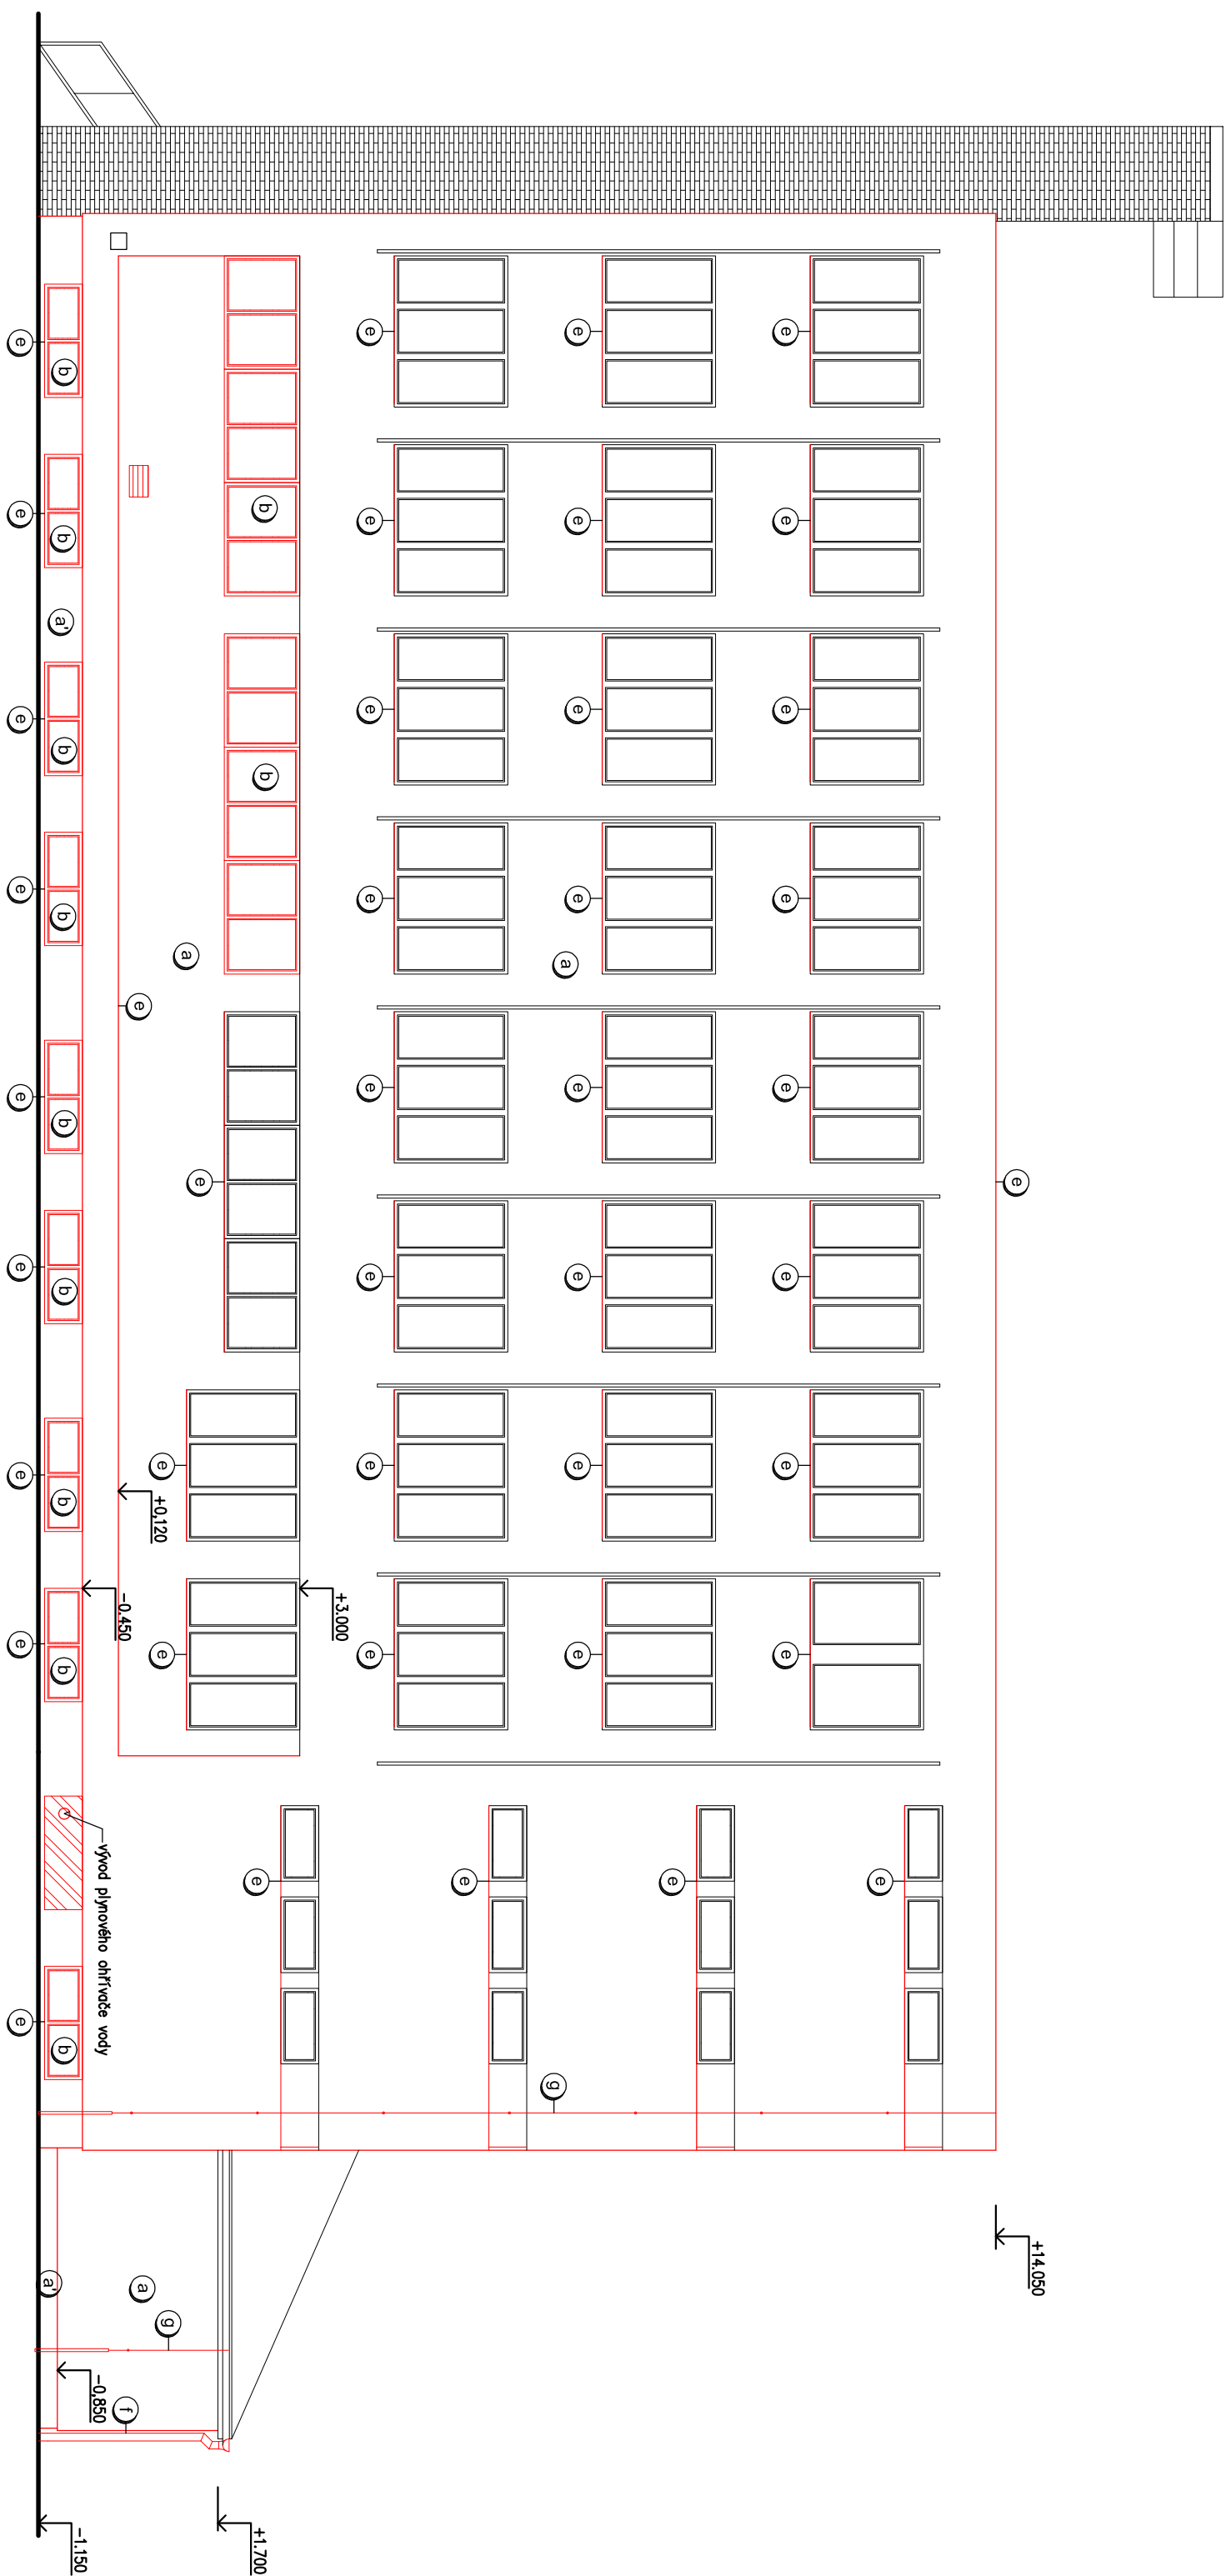 e +14.050
e
e e e e e e e e
e
e e e e e e e e
a g
e
e e e e e e e e
+3.000
b b e +1.700
e
a
e e g
+0,120
e a
f
-0.450
vývod plynového ohřívače vody
-0,850
-1.150
b b a' b b b b b b b
a'
e e e e e e e e e